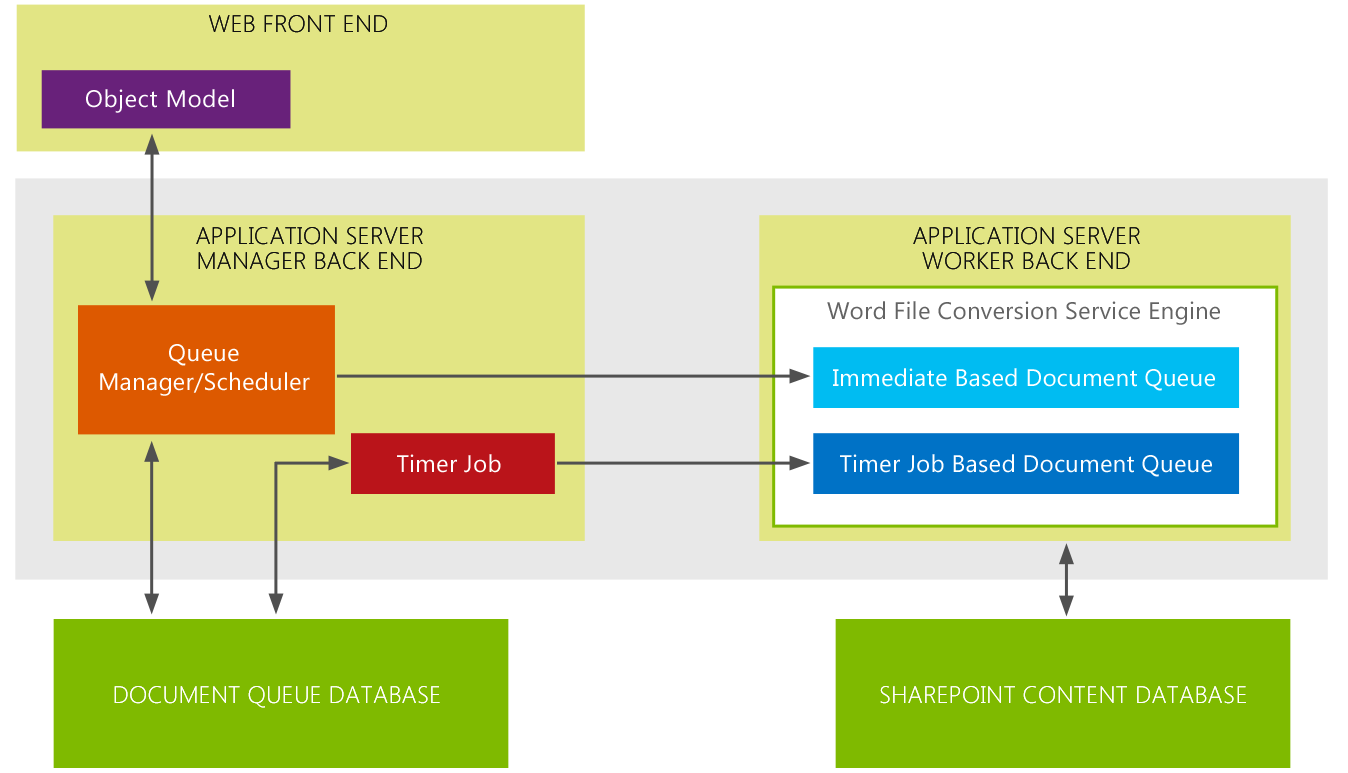 WEB FRONT END
Object Model
APPLICATION SERVER
MANAGER BACK END
Queue
Manager/Scheduler
Timer Job
APPLICATION SERVER
WORKER BACK END
Word File Conversion Service Engine
Immediate Based Document Queue
Timer Job Based Document Queue
DOCUMENT QUEUE DATABASE
SHAREPOINT CONTENT DATABASE